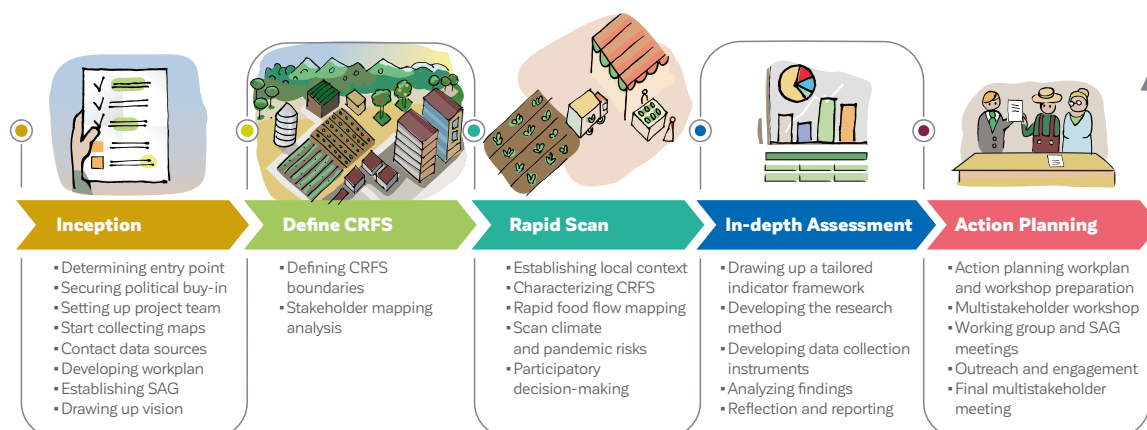 Inception
Define CRFS
Rapid Scan
In-depth Assessment
Action Planning
▪ Determining entry point
▪ Securing political buy-in
▪ Setting up project team
▪ Start collecting maps
▪ Contact data sources
▪ Developing workplan
▪ Establishing SAG
▪ Drawing up vision
▪ Defining CRFS
boundaries
▪ Stakeholder mapping
analysis
▪ Establishing local context
▪ Characterizing CRFS
▪ Rapid food flow mapping
▪ Scan climate
and pandemic risks
▪ Participatory
decision-making
▪ Drawing up a tailored
indicator framework
▪ Developing the research
method
▪ Developing data collection
instruments
▪ Analyzing findings
▪ Reflection and reporting
▪ Action planning workplan
and workshop preparation
▪ Multistakeholder workshop
▪ Working group and SAG
meetings
▪ Outreach and engagement
▪ Final multistakeholder
meeting